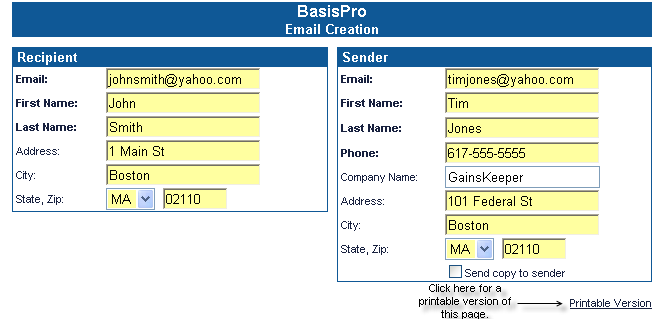 BasisPro
Email Creation
Recipient
Email: johnsmith@yahoo.com
First Name: John
Last Name: Smith
Address: 1 Main St
City: Boston
State, Zip: MA 02110
Sender
Email: timjones@yahoo.com
First Name: Tim
Last Name: Jones
Phone: 617-555-5555
Company Name: GainsKeeper
Address: 101 Federal St
City: Boston
State, Zip: MA 02110
Send copy to sender
Click here for a
printable version of
this page.
Printable Version